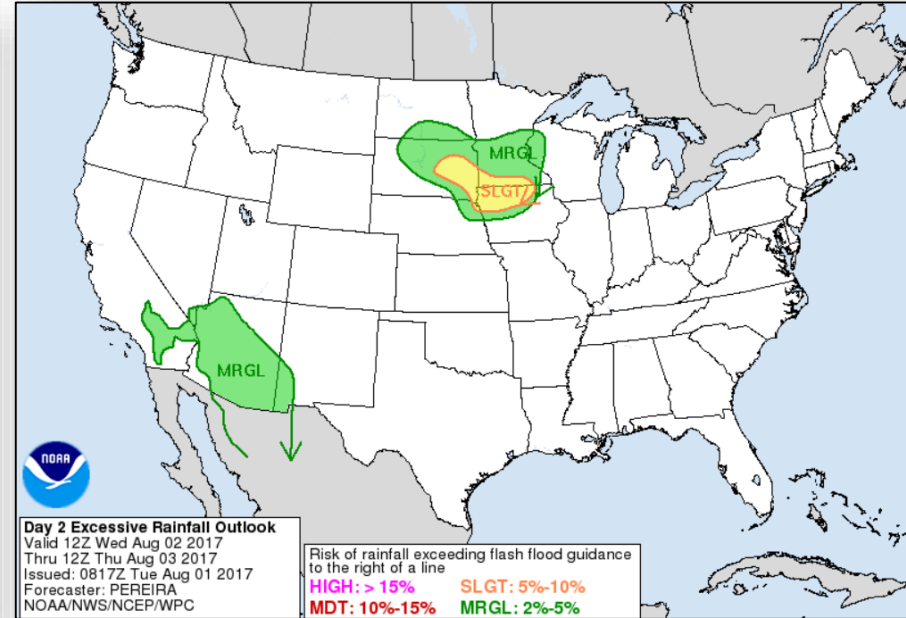 MRGL
SLGT
MRGL
NOAA
Day 2 Excessive Rainfall Outlook
Valid 12Z Wed Aug 02 2017
Thru 12Z Thu Aug 03 2017
Issued: 0817Z Tue Aug 01 2017
Forecaster: PEREIRA
NOAA/NWS/NCEP/WPC
Risk of rainfall exceeding flash flood guidance
to the right of a line
HIGH: > 15% SLGT: 5%-10%
MDT: 10%-15% MRGL: 2%-5%